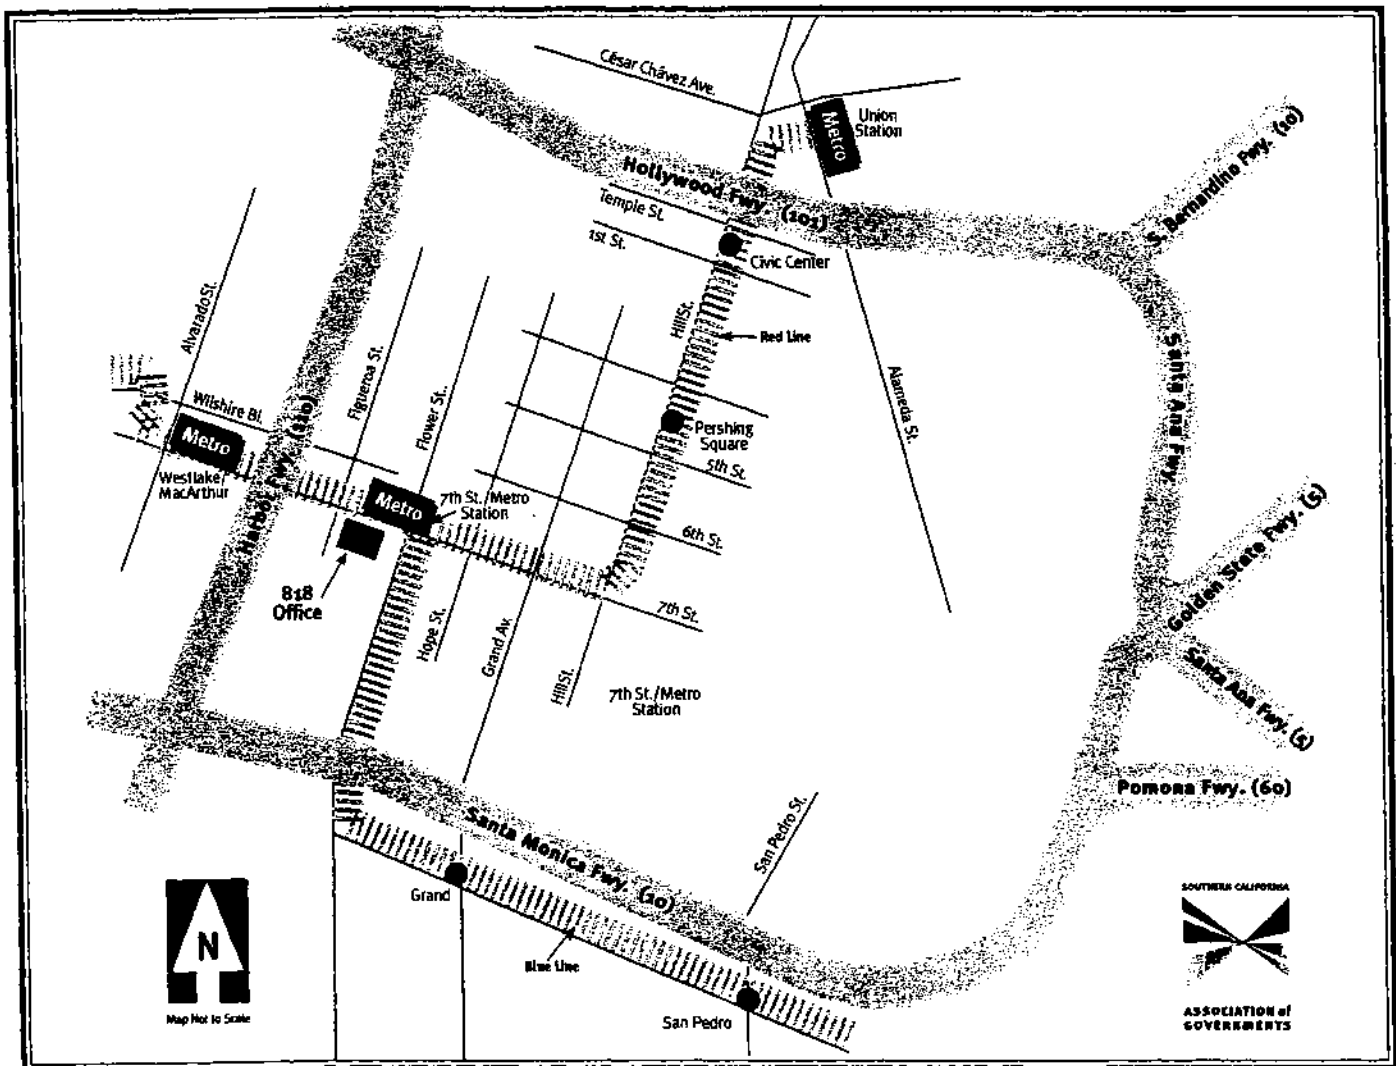 César Chávez Ave.
Metro
Union
Station
S. Bernardino Fwy. (10)
Hollywood Fwy. (101)
Temple St.
1st St.
Civic Center
Alvarado St.
Hill St.
Red Line
Santa Ana Fwy.
Figueroa St.
Flower St.
Alameda St.
Wilshire Bl.
Harbor Fwy. (110)
Metro
Westlake/
MacArthur
Pershing
Square
5th St.
Metro
7th St./Metro
Station
6th St.
Golden State Fwy. (5)
818
Office
7th St.
Hope St.
Grand Av.
Hill St.
7th St./Metro
Station
Santa Ana Fwy. (5)
Pomona Fwy. (60)
Santa Monica Fwy. (10)
San Pedro St.
Grand
Blue Line
San Pedro
N
Map Not to Scale
SOUTHERN CALIFORNIA
ASSOCIATION of
GOVERNMENTS